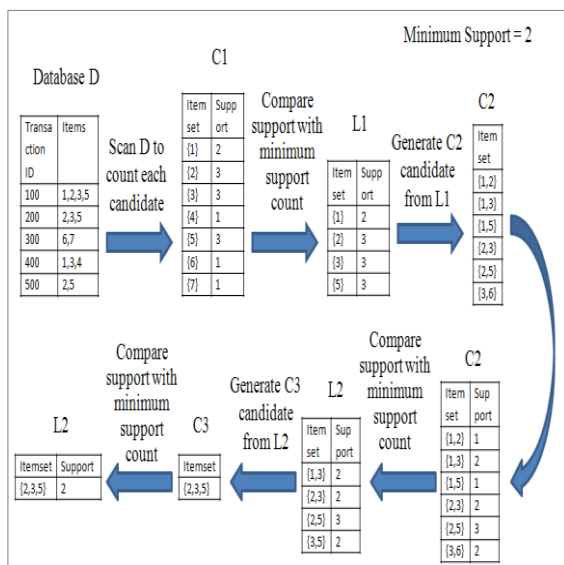 Minimum Support = 2
Database D
Transa
ction
ID
Items
100 1,2,3,5
200 2,3,5
300 6,7
400 1,3,4
500 2,5
Scan D to
count each
candidate
C1
Item
set
Supp
ort
{1} 2
{2} 3
{3} 3
{4} 1
{5} 3
{6} 1
{7} 1
Compare
support with
minimum
support
count
L1
Item
set
Supp
ort
{1} 2
{2} 3
{3} 3
{5} 3
Generate C2
candidate
from L1
C2
Item
set
{1,2}
{1,3}
{1,5}
{2,3}
{2,5}
{3,6}
C2
Item
set
Sup
port
{1,2} 1
{1,3} 2
{1,5} 1
{2,3} 2
{2,5} 3
{3,6} 2
Compare
support with
minimum
support
count
L2
Item
set
Sup
port
{1,3} 2
{2,3} 2
{2,5} 3
{3,5} 2
Generate C3
candidate
from L2
C3
Itemset
{2,3,5}
Compare
support with
minimum
support
count
L2
Itemset Support
{2,3,5} 2